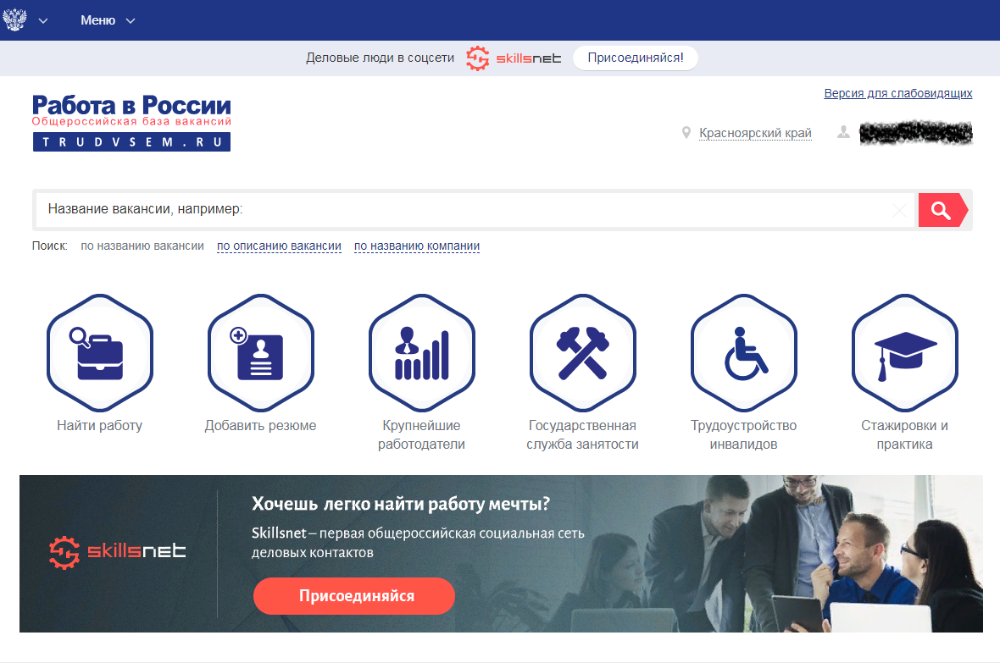 Меню
Деловые люди в соцсети skillsnet Присоединяйся!
Версия для слабовидящих
Работа в России
Общероссийская база вакансий
TRUDVSEM.RU
Красноярский край
Название вакансии, например:
Поиск: по названию вакансии по описанию вакансии по названию компании
Найти работу
Добавить резюме
Крупнейшие
работодатели
Государственная
служба занятости
Трудоустройство
инвалидов
Стажировки и
практика
skillsnet
Хочешь легко найти работу мечты?
Skillsnet – первая общероссийская социальная сеть
деловых контактов
Присоединяйся